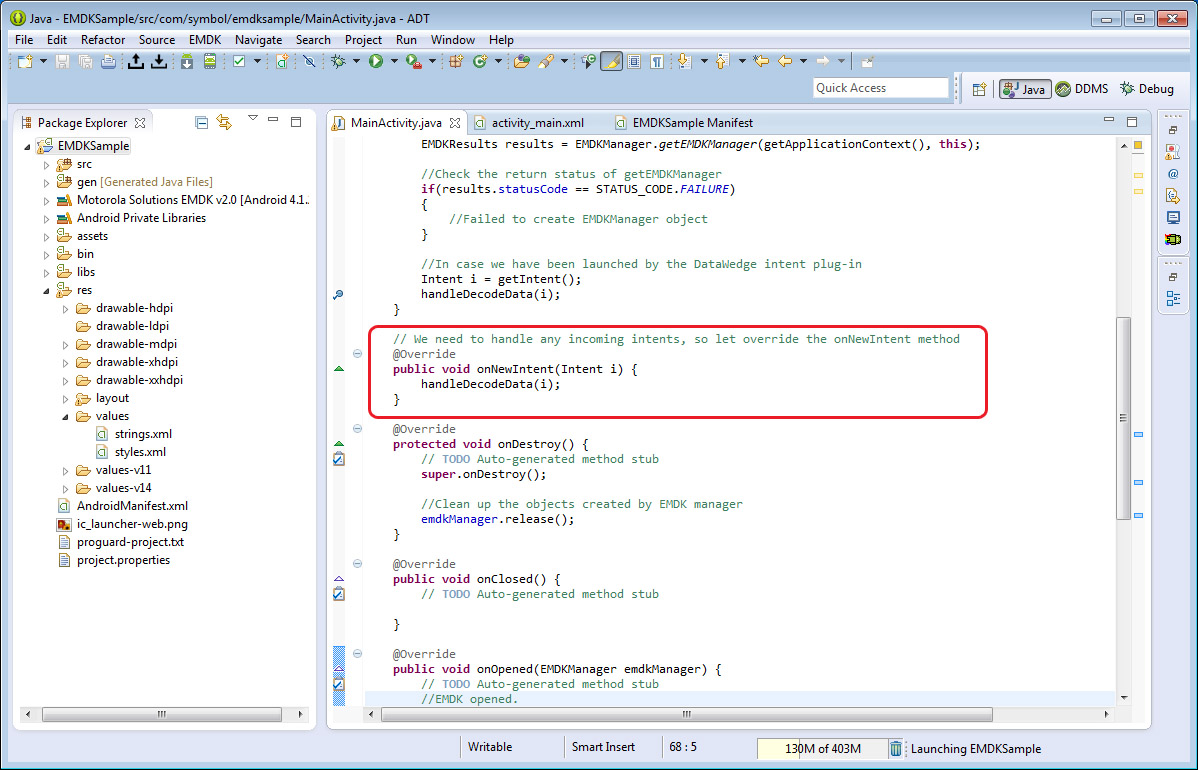 Java - EMDKSample/src/com/symbol/emdksample/MainActivity.java - ADT
File Edit Refactor Source EMDK Navigate Search Project Run Window Help
Quick Access
Java
DDMS
Debug
Package Explorer
EMDKSample
src
gen [Generated Java Files]
Motorola Solutions EMDK v2.0 [Android 4.1..
Android Private Libraries
assets
bin
libs
res
drawable-hdpi
drawable-ldpi
drawable-mdpi
drawable-xhdpi
drawable-xxhdpi
layout
values
strings.xml
styles.xml
values-v11
values-v14
AndroidManifest.xml
ic_launcher-web.png
proguard-project.txt
project.properties
MainActivity.java
activity_main.xml
EMDKSample Manifest
EMDKResults results = EMDKManager.getEMDKManager(getApplicationContext(), this);
//Check the return status of getEMDKManager
if(results.statusCode == STATUS_CODE.FAILURE)
{
//Failed to create EMDKManager object
}
//In case we have been launched by the DataWedge intent plug-in
Intent i = getIntent();
handleDecodeData(i);
}
// We need to handle any incoming intents, so let override the onNewIntent method
@Override
public void onNewIntent(Intent i) {
handleDecodeData(i);
}
@Override
protected void onDestroy() {
// TODO Auto-generated method stub
super.onDestroy();
//Clean up the objects created by EMDK manager
emdkManager.release();
}
@Override
public void onClosed() {
// TODO Auto-generated method stub
}
@Override
public void onOpened(EMDKManager emdkManager) {
// TODO Auto-generated method stub
//EMDK opened.
Writable
Smart Insert
68 : 5
130M of 403M
Launching EMDKSample